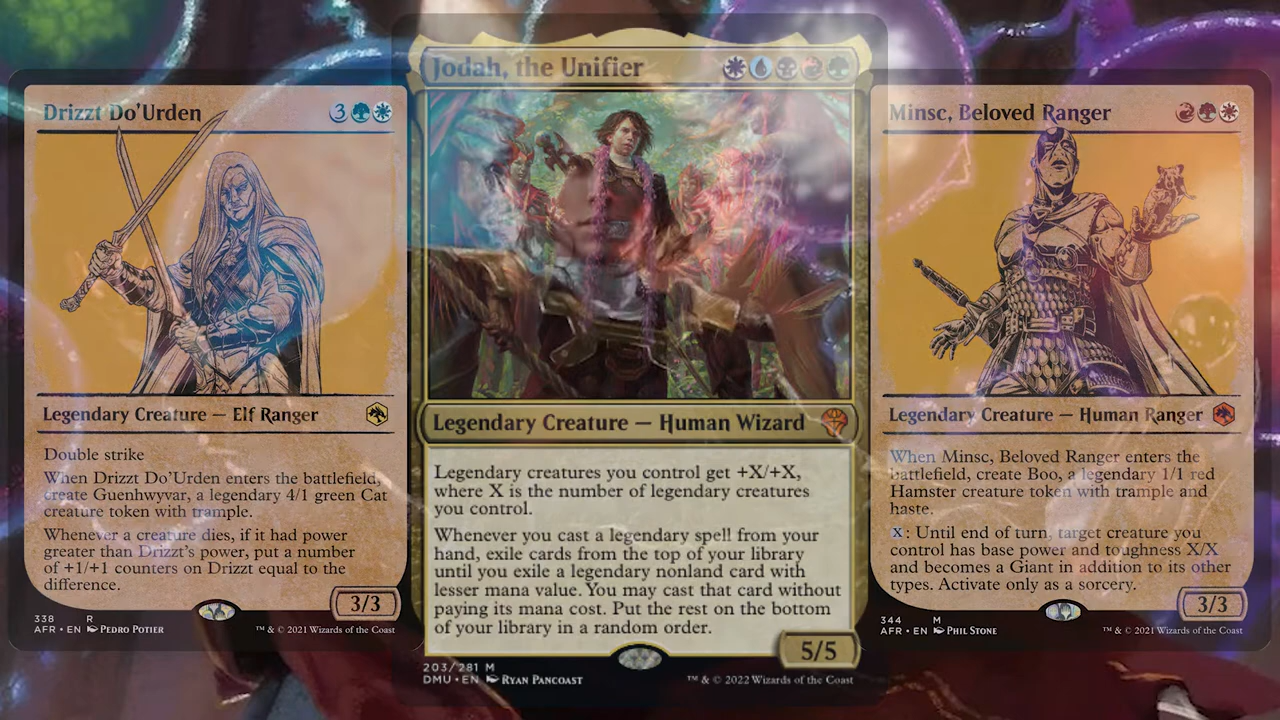 Drizzt Do'Urden
3
Legendary Creature — Elf Ranger
Double strike
When Drizzt Do'Urden enters the battlefield,
create Guenhwyvar, a legendary 4/1 green Cat
creature token with trample.
Whenever a creature dies, if it had power
greater than Drizzt's power, put a number
of +1/+1 counters on Drizzt equal to the
difference.
3/3
338 R
AFR • EN PEDRO POTIER ™ & © 2021 Wizards of the Coast
Jodah, the Unifier
Legendary Creature — Human Wizard
Legendary creatures you control get +X/+X,
where X is the number of legendary creatures
you control.
Whenever you cast a legendary spell from your
hand, exile cards from the top of your library
until you exile a legendary nonland card with
lesser mana value. You may cast that card without
paying its mana cost. Put the rest on the bottom
of your library in a random order.
5/5
203/281 M
DMU • EN RYAN PANCOAST ™ & © 2022 Wizards of the Coast
Minsc, Beloved Ranger
Legendary Creature — Human Ranger
When Minsc, Beloved Ranger enters the
battlefield, create Boo, a legendary 1/1 red
Hamster creature token with trample and
haste.
X: Until end of turn, target creature you
control has base power and toughness X/X
and becomes a Giant in addition to its other
types. Activate only as a sorcery.
3/3
344 M
AFR • EN PHIL STONE ™ & © 2021 Wizards of the Coast